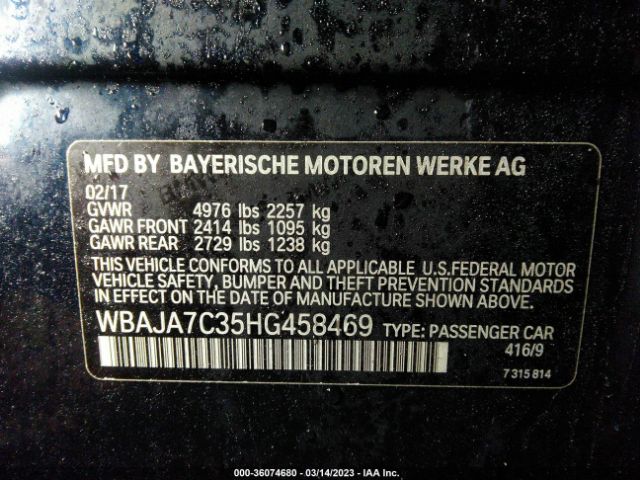 MFD BY BAYERISCHE MOTOREN WERKE AG
02/17
GVWR 4976 lbs 2257 kg
GAWR FRONT 2414 lbs 1095 kg
GAWR REAR 2729 lbs 1238 kg
THIS VEHICLE CONFORMS TO ALL APPLICABLE U.S.FEDERAL MOTOR
VEHICLE SAFETY, BUMPER AND THEFT PREVENTION
STANDARDS IN EFFECT ON THE DATE OF MANUFACTURE SHOWN ABOVE.
WBAJA7C35HG458469 TYPE: PASSENGER CAR
416/9
7 315 814
000-36074680 - 03/14/2023 - IAA Inc.